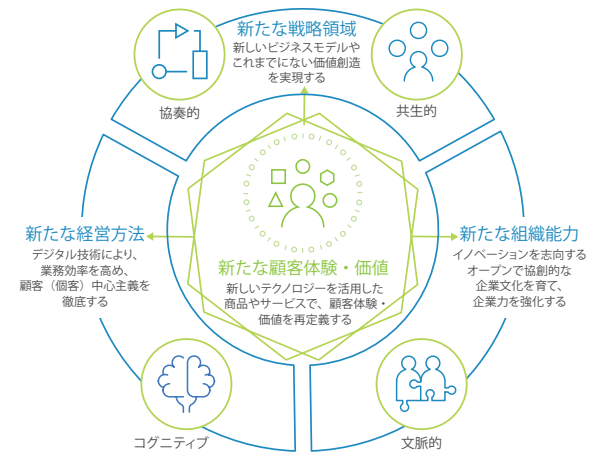 新たな戦略領域
新しいビジネスモデルや
これまでにない価値創造
を実現する
協奏的
共生的
新たな経営方法
デジタル技術により、
業務効率を高め、
顧客（個客）中心主義を
徹底する
新たな組織能力
イノベーションを志向する
オープンで協創的な
企業文化を育て、
企業力を強化する
新たな顧客体験・価値
新しいテクノロジーを活用した
商品やサービスで、顧客体験・
価値を再定義する
コグニティブ
文脈的